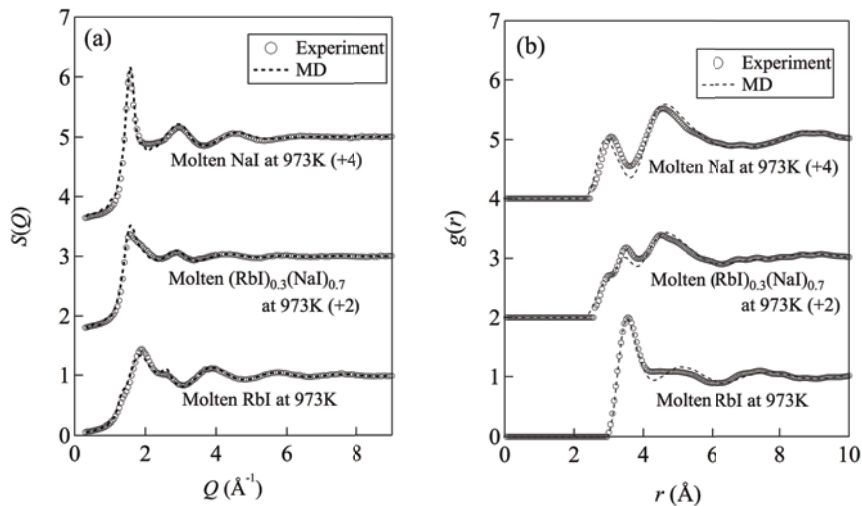 (a)
Experiment
MD
Molten NaI at 973K (+4)
Molten (RbI)0.3(NaI)0.7
at 973K (+2)
Molten RbI at 973K
S(Q)
7
6
5
4
3
2
1
0
0 2 4 6 8
Q (Å-1)
(b)
Experiment
MD
Molten NaI at 973K (+4)
Molten (RbI)0.3(NaI)0.7
at 973K (+2)
Molten RbI at 973K
g(r)
7
6
5
4
3
2
1
0
0 2 4 6 8 10
r (Å)